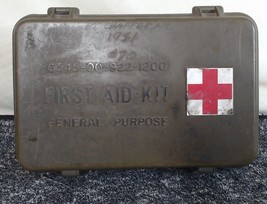 6545-00-922-1200
FIRST AID KIT
GENERAL PURPOSE